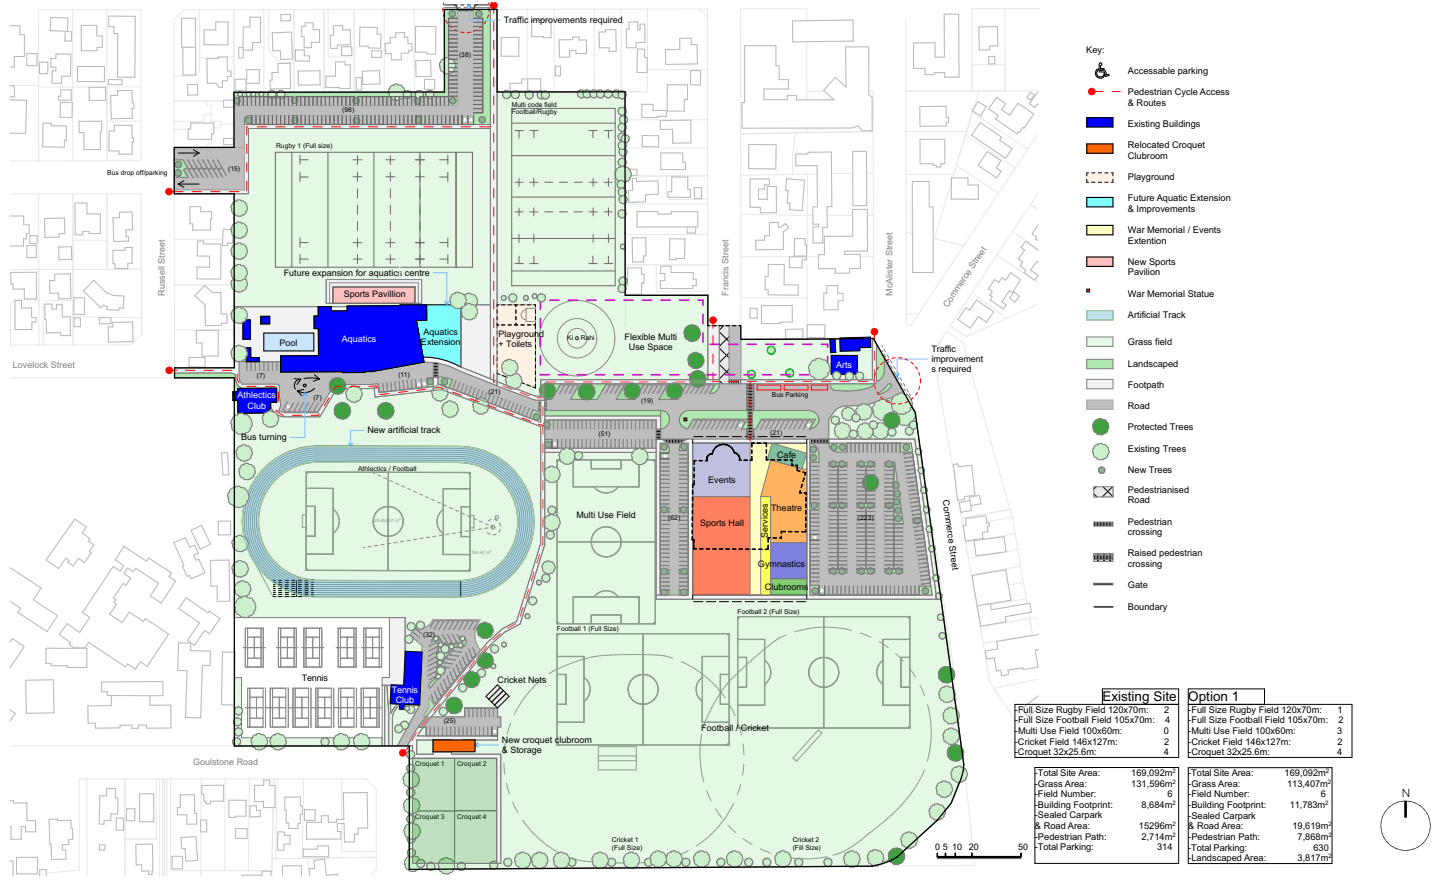 Traffic improvements required
(38)
(98)
Multi code field
Football/Rugby
Rugby 1 (Full size)
Bus drop off/parking
(15)
Russell Street
Francis Street
McAlister Street
Commerce Street
Future expansion for aquatics centre
Sports Pavillion
Pool
Aquatics
Aquatics
Extension
Playground
+ Toilets
Ki o Rahi
Flexible Multi
Use Space
Arts
Traffic
improvement
s required
Lovelock Street
(7)
(11)
(7)
(21)
(19)
Bus Parking
Athlectics
Club
Bus turning
New artificial track
(51)
(21)
Athlectics / Football
Events
Cafe
Multi Use Field
(62)
Sports Hall
Services
Theatre
(223)
Gymnastics
Clubrooms
Commerce Street
Football 2 (Full Size)
Football 1 (Full Size)
(32)
Tennis
Tennis
Club
Cricket Nets
(25)
Football / Cricket
New croquet clubroom
& Storage
Goulstone Road
Croquet 1
Croquet 2
Croquet 3
Croquet 4
Cricket 1
(Full Size)
Cricket 2
(Fill Size)
Key:
Accessable parking
Pedestrian Cycle Access
& Routes
Existing Buildings
Relocated Croquet
Clubroom
Playground
Future Aquatic Extension
& Improvements
War Memorial / Events
Extention
New Sports
Pavilion
War Memorial Statue
Artificial Track
Grass field
Landscaped
Footpath
Road
Protected Trees
Existing Trees
New Trees
Pedestrianised
Road
Pedestrian
crossing
Raised pedestrian
crossing
Gate
Boundary
Existing Site
-Full Size Rugby Field 120x70m: 2
-Full Size Football Field 105x70m: 4
-Multi Use Field 100x60m: 0
-Cricket Field 146x127m: 2
-Croquet 32x25.6m: 4
-Total Site Area: 169,092m²
-Grass Area: 131,596m²
-Field Number: 6
-Building Footprint: 8,684m²
-Sealed Carpark
& Road Area: 15296m²
-Pedestrian Path: 2,714m²
-Total Parking: 314
Option 1
-Full Size Rugby Field 120x70m: 1
-Full Size Football Field 105x70m: 2
-Multi Use Field 100x60m: 3
-Cricket Field 146x127m: 2
-Croquet 32x25.6m: 4
-Total Site Area: 169,092m²
-Grass Area: 113,407m²
-Field Number: 6
-Building Footprint: 11,783m²
-Sealed Carpark
& Road Area: 19,619m²
-Pedestrian Path: 7,868m²
-Total Parking: 630
-Landscaped Area: 3,817m²
0 5 10 20 50
N